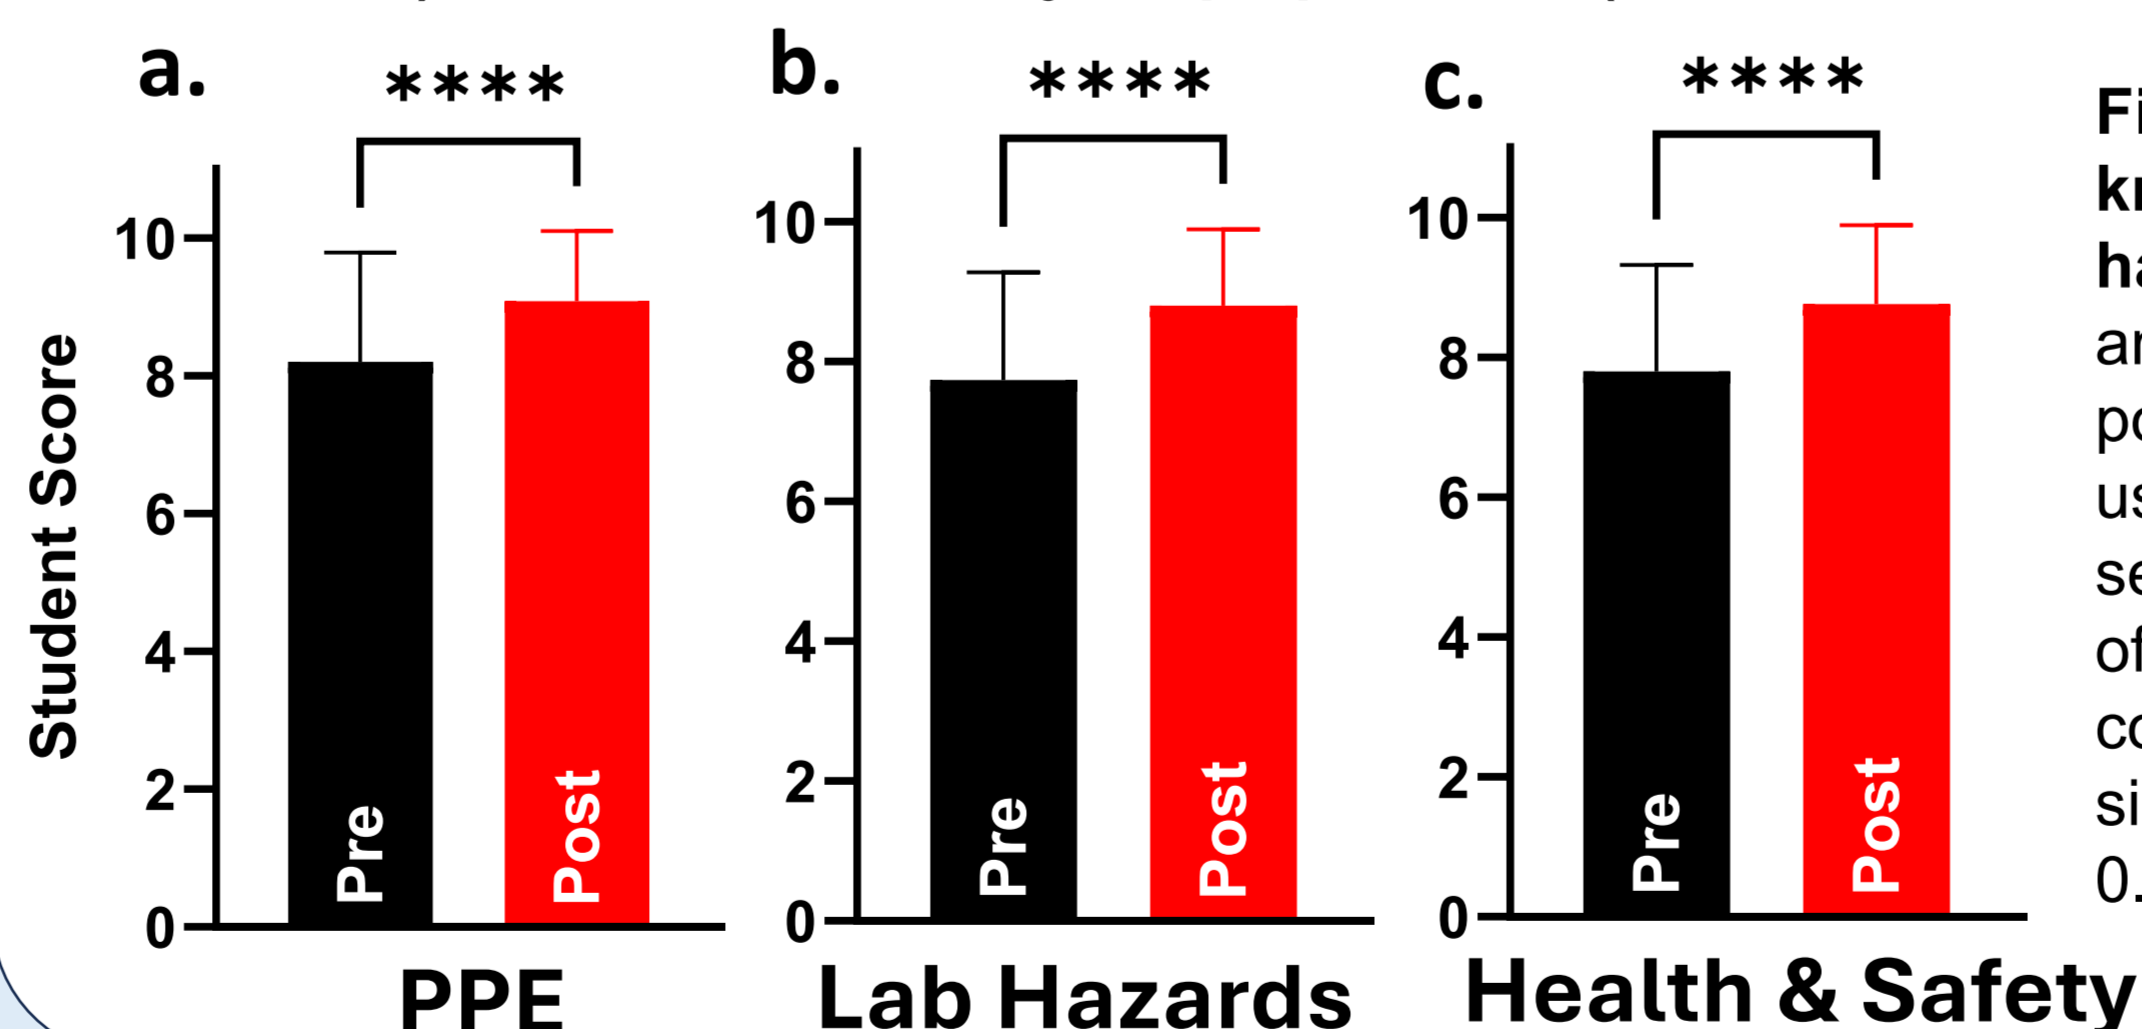 a.
****
Student Score
10
8
6
4
2
0
Pre
Post
PPE
b.
****
10
8
6
4
2
0
Pre
Post
Lab Hazards
c.
****
10
8
6
4
2
0
Pre
Post
Health & Safety